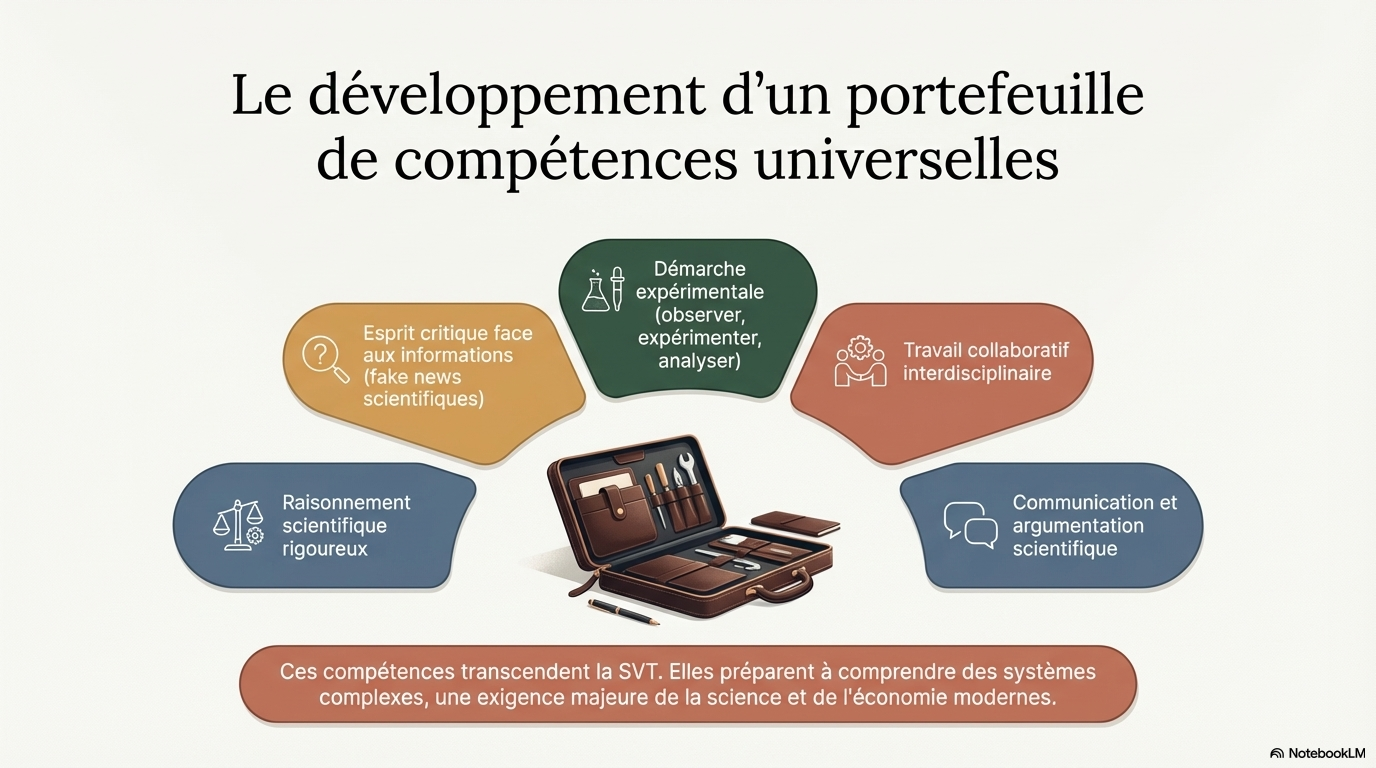 Le développement d’un portefeuille
de compétences universelles
Raisonnement
scientifique
rigoureux
Esprit critique face
aux informations
(fake news
scientifiques)
Démarche
expérimentale
(observer,
expérimenter,
analyser)
Travail collaboratif
interdisciplinaire
Communication et
argumentation
scientifique
Ces compétences transcendent la SVT. Elles préparent à comprendre des systèmes
complexes, une exigence majeure de la science et de l'économie modernes.
NotebookLM